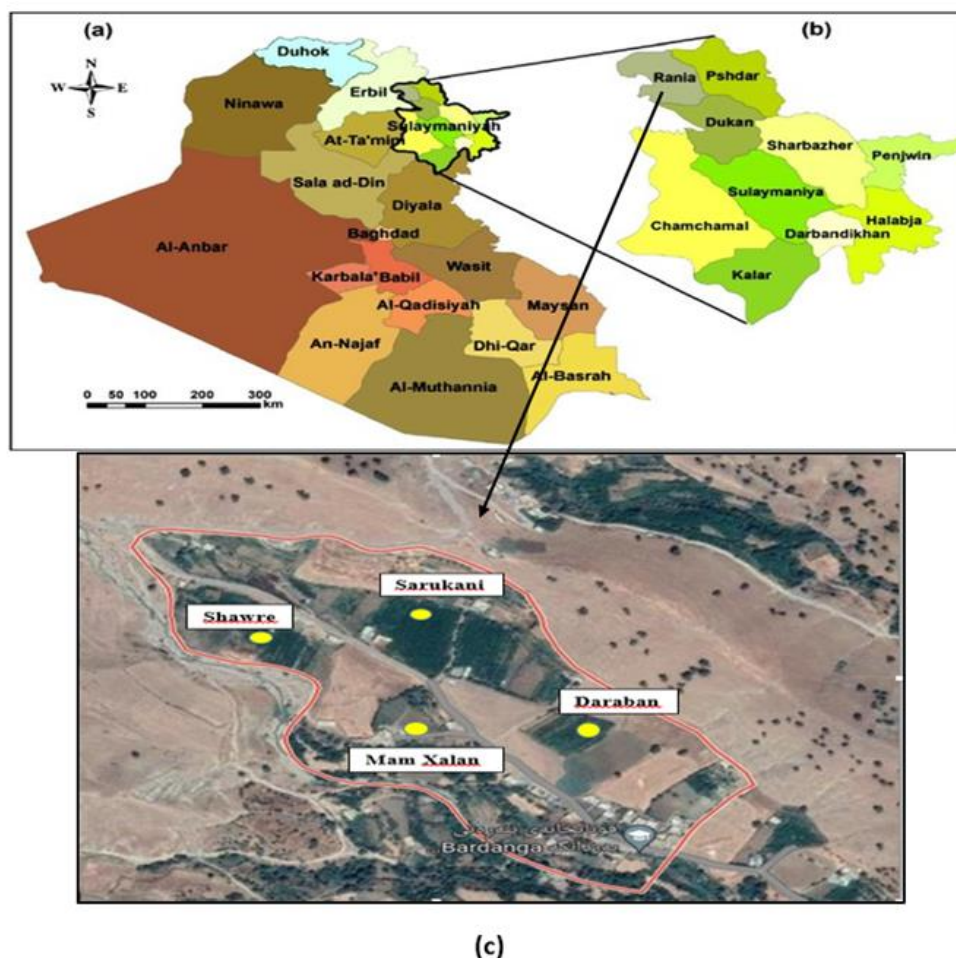 (a)
(b)
N
W E
S
Duhok
Ninawa
Erbil
Sulaymaniyah
At-Ta'mim
Sala ad-Din
Diyala
Al-Anbar
Baghdad
Karbala'
Babil
Wasit
Al-Qadisiyah
Maysan
An-Najaf
Dhi-Qar
Al-Muthannia
Al-Basrah
0 50 100 200 300
km
Rania
Pshdar
Dukan
Sharbazher
Penjwin
Sulaymaniya
Chamchamal
Halabja
Darbandikhan
Kalar
Sarukani
Shawre
Daraban
Mam Xalan
Bardanga
(c)